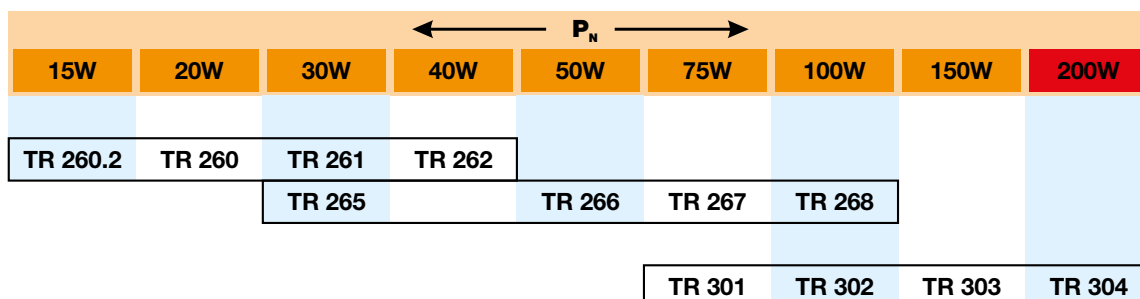 P_N
15W 20W 30W 40W 50W 75W 100W 150W 200W
TR 260.2 TR 260 TR 261 TR 262
TR 265 TR 266 TR 267 TR 268
TR 301 TR 302 TR 303 TR 304